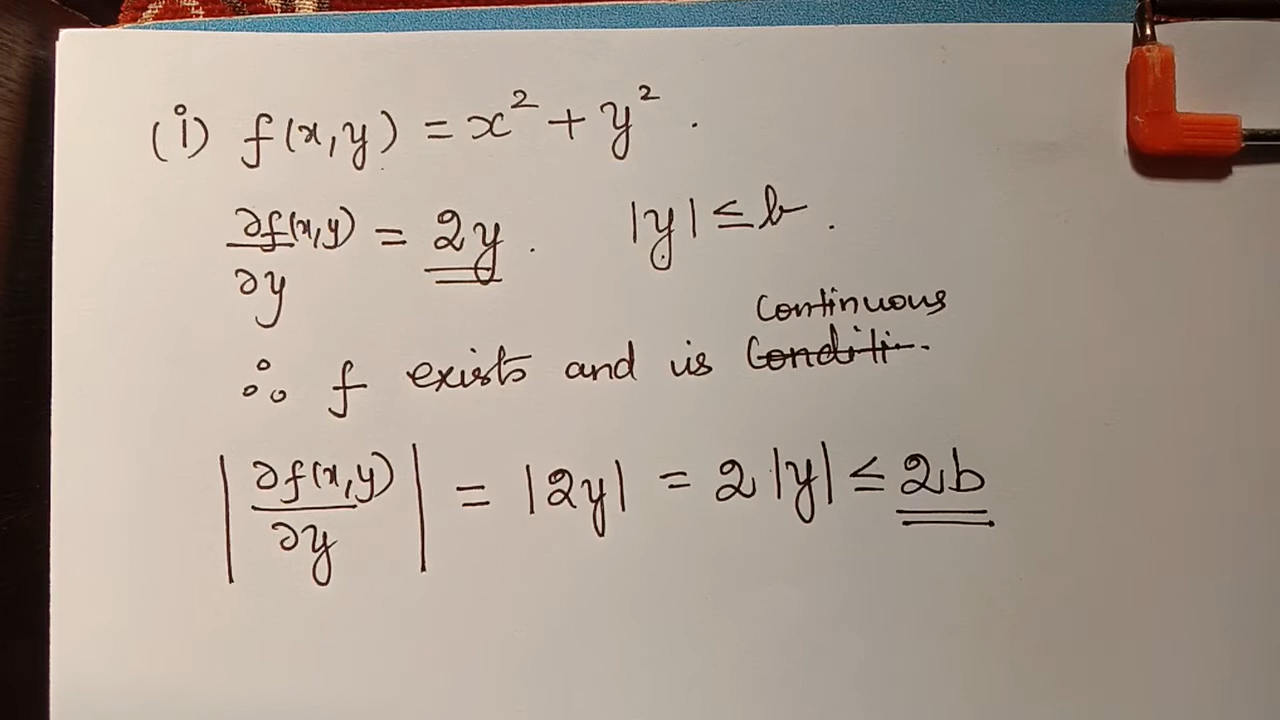 (i) f(x,y) = x² + y² .
∂f(x,y)/∂y = 2y . |y| ≤ b .
continuous
∴ f exists and is Conditi-.
|∂f(x,y)/∂y| = |2y| = 2|y| ≤ 2b